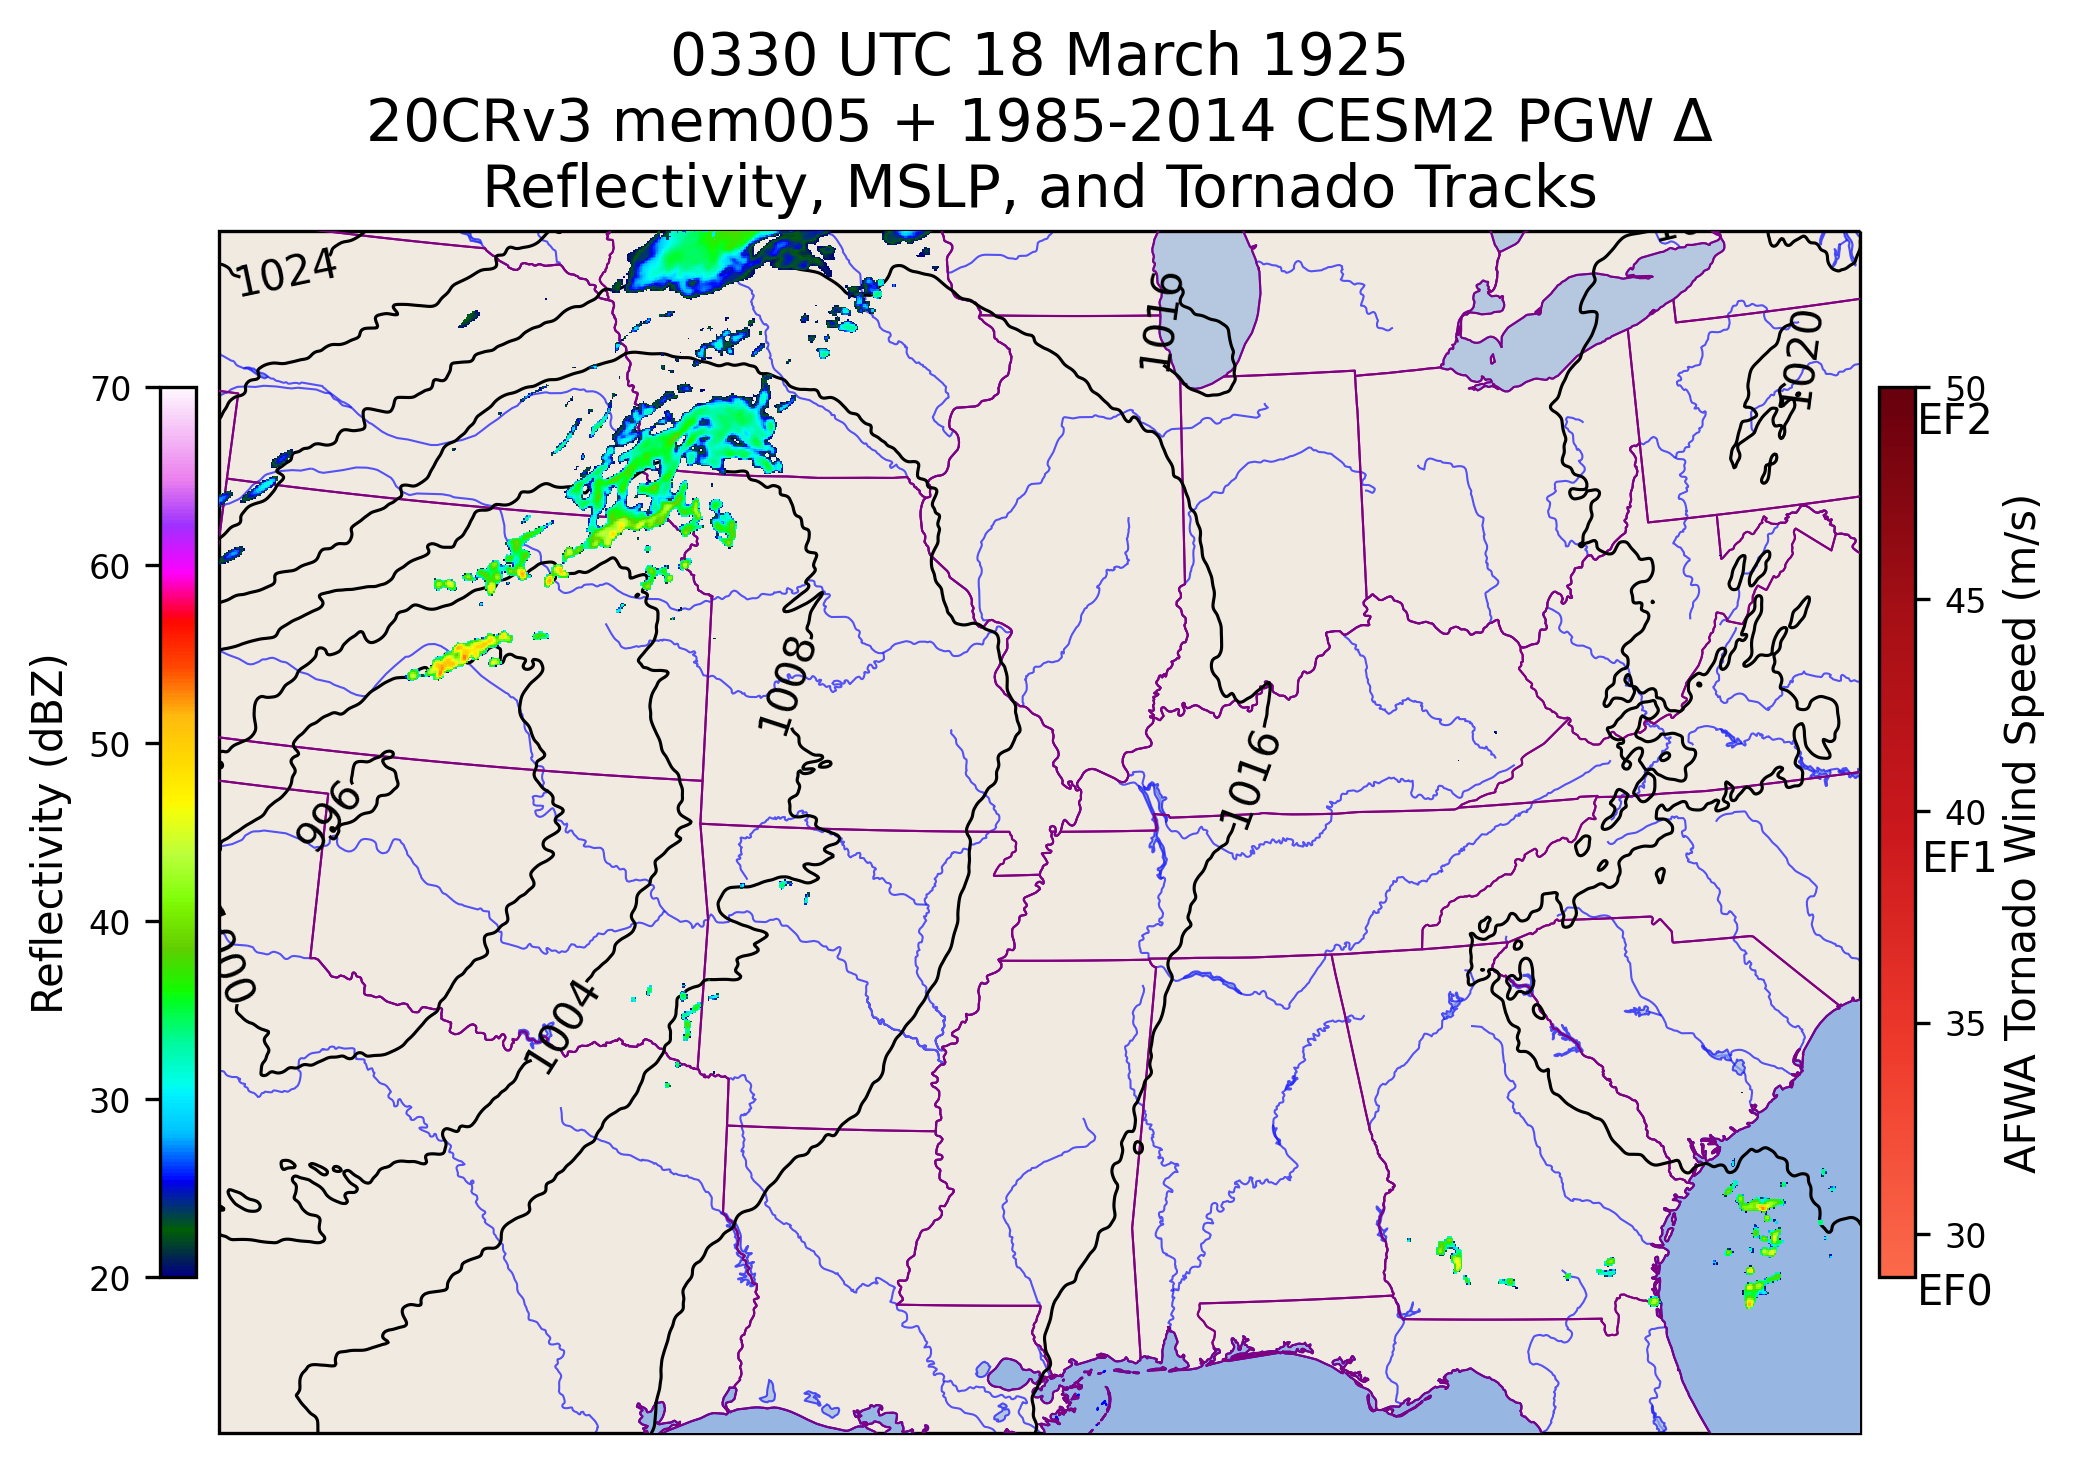 0330 UTC 18 March 1925
20CRv3 mem005 + 1985-2014 CESM2 PGW Δ
Reflectivity, MSLP, and Tornado Tracks
1024
1016
1020
1008
1016
996
1004
70
60
50
40
30
20
Reflectivity (dBZ)
50
EF2
45
40
EF1
35
30
EF0
AFWA Tornado Wind Speed (m/s)